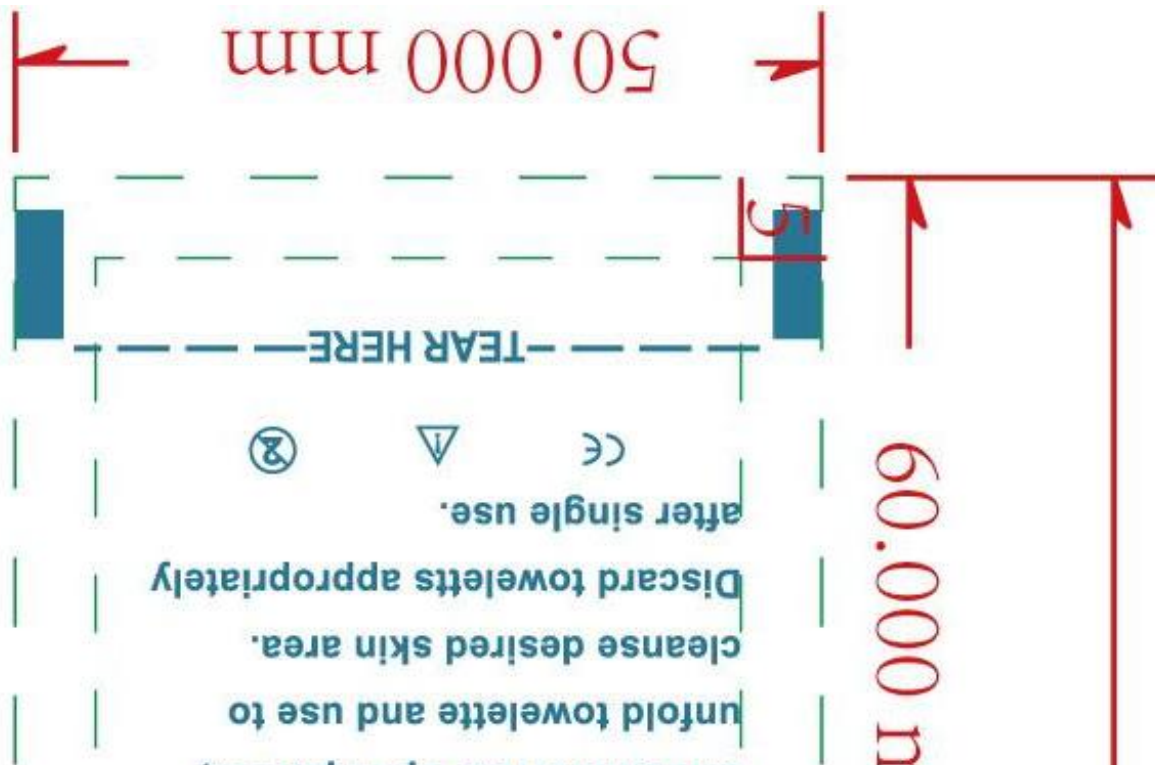 unfold towelette and use to
cleanse desired skin area.
Discard toweletts appropriately
after single use.
CE
TEAR HERE
60.000
5
50.000 mm